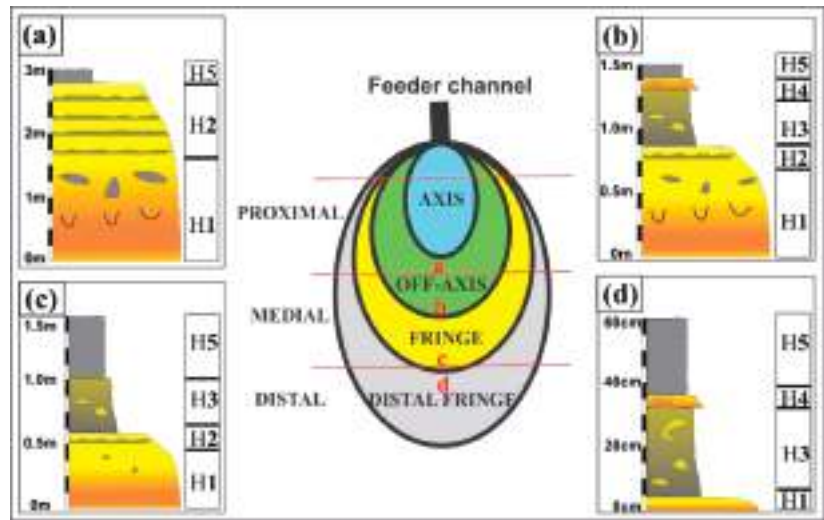 (a)
3m
2m
1m
0m
H5
H2
H1
Feeder channel
PROXIMAL
MEDIAL
DISTAL
AXIS
a
OFF-AXIS
b
FRINGE
c
d
DISTAL FRINGE
(b)
1.5m
1.0m
0.5m
0m
H5
H4
H3
H2
H1
(c)
1.5m
1.0m
0.5m
0m
H5
H3
H2
H1
(d)
60cm
40cm
20cm
0cm
H5
H4
H3
H1